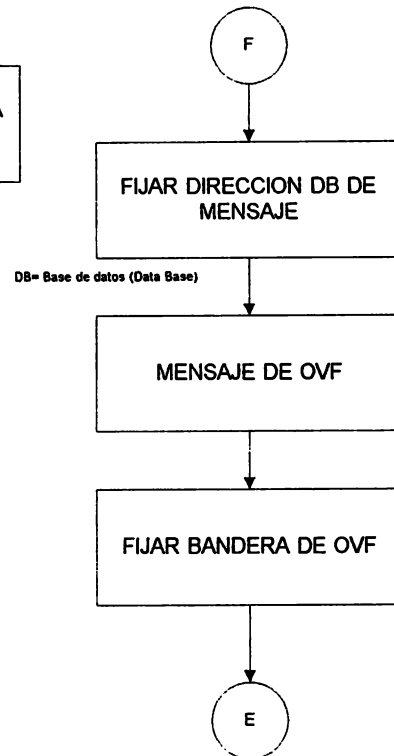 F
A
FIJAR DIRECCION DB DE
MENSAJE
DB= Base de datos (Data Base)
MENSAJE DE OVF
FIJAR BANDERA DE OVF
E